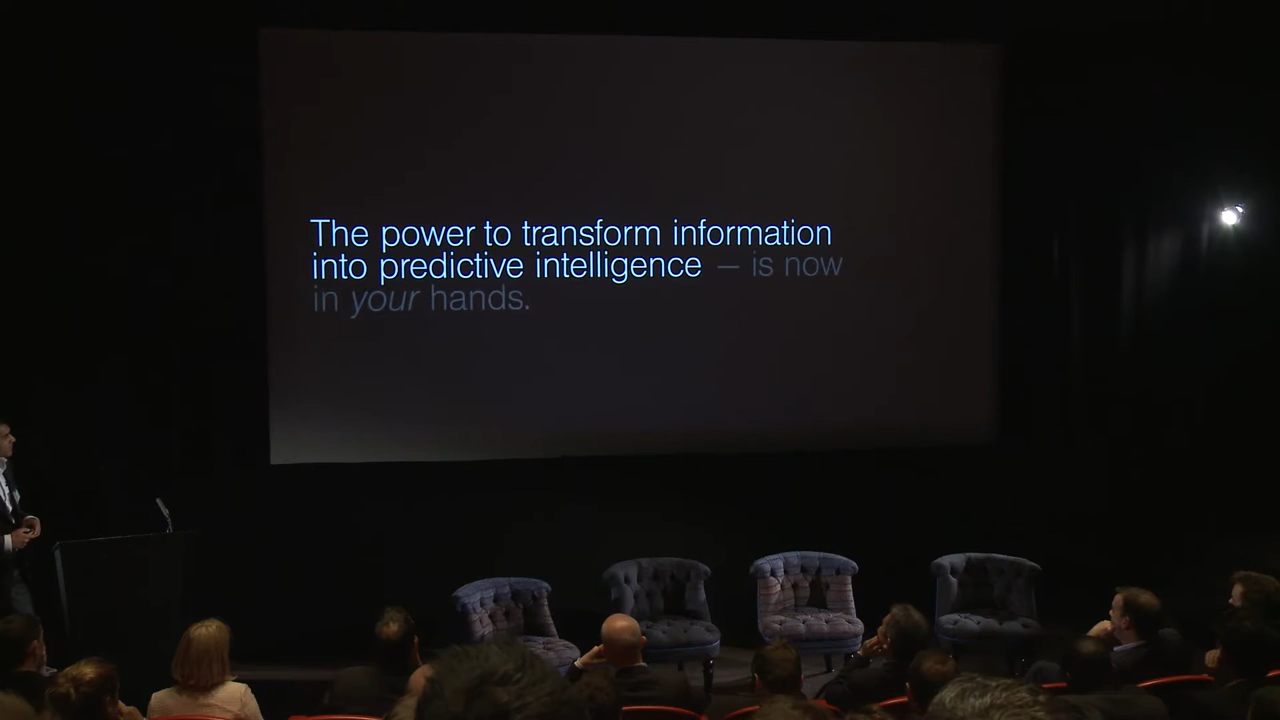 The power to transform information
into predictive intelligence – is now
in your hands.